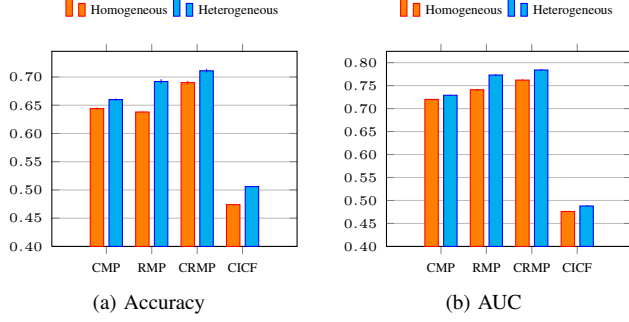 Homogeneous Heterogeneous
0.70
0.65
0.60
0.55
0.50
0.45
0.40
CMP RMP CRMP CICF
(a) Accuracy
Homogeneous Heterogeneous
0.80
0.75
0.70
0.65
0.60
0.55
0.50
0.45
0.40
CMP RMP CRMP CICF
(b) AUC